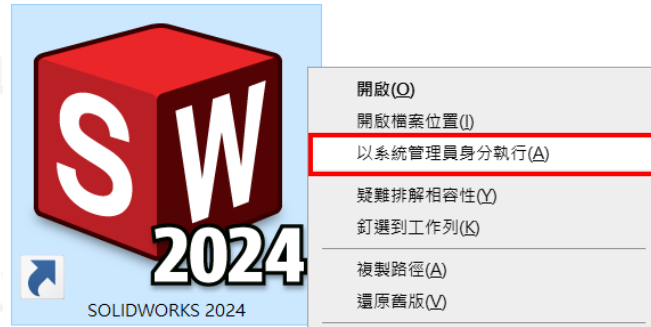 SW
2024
SOLIDWORKS 2024
開啟(O)
開啟檔案位置(I)
以系統管理員身分執行(A)
疑難排解相容性(Y)
釘選到工作列(K)
複製路徑(A)
還原舊版(V)